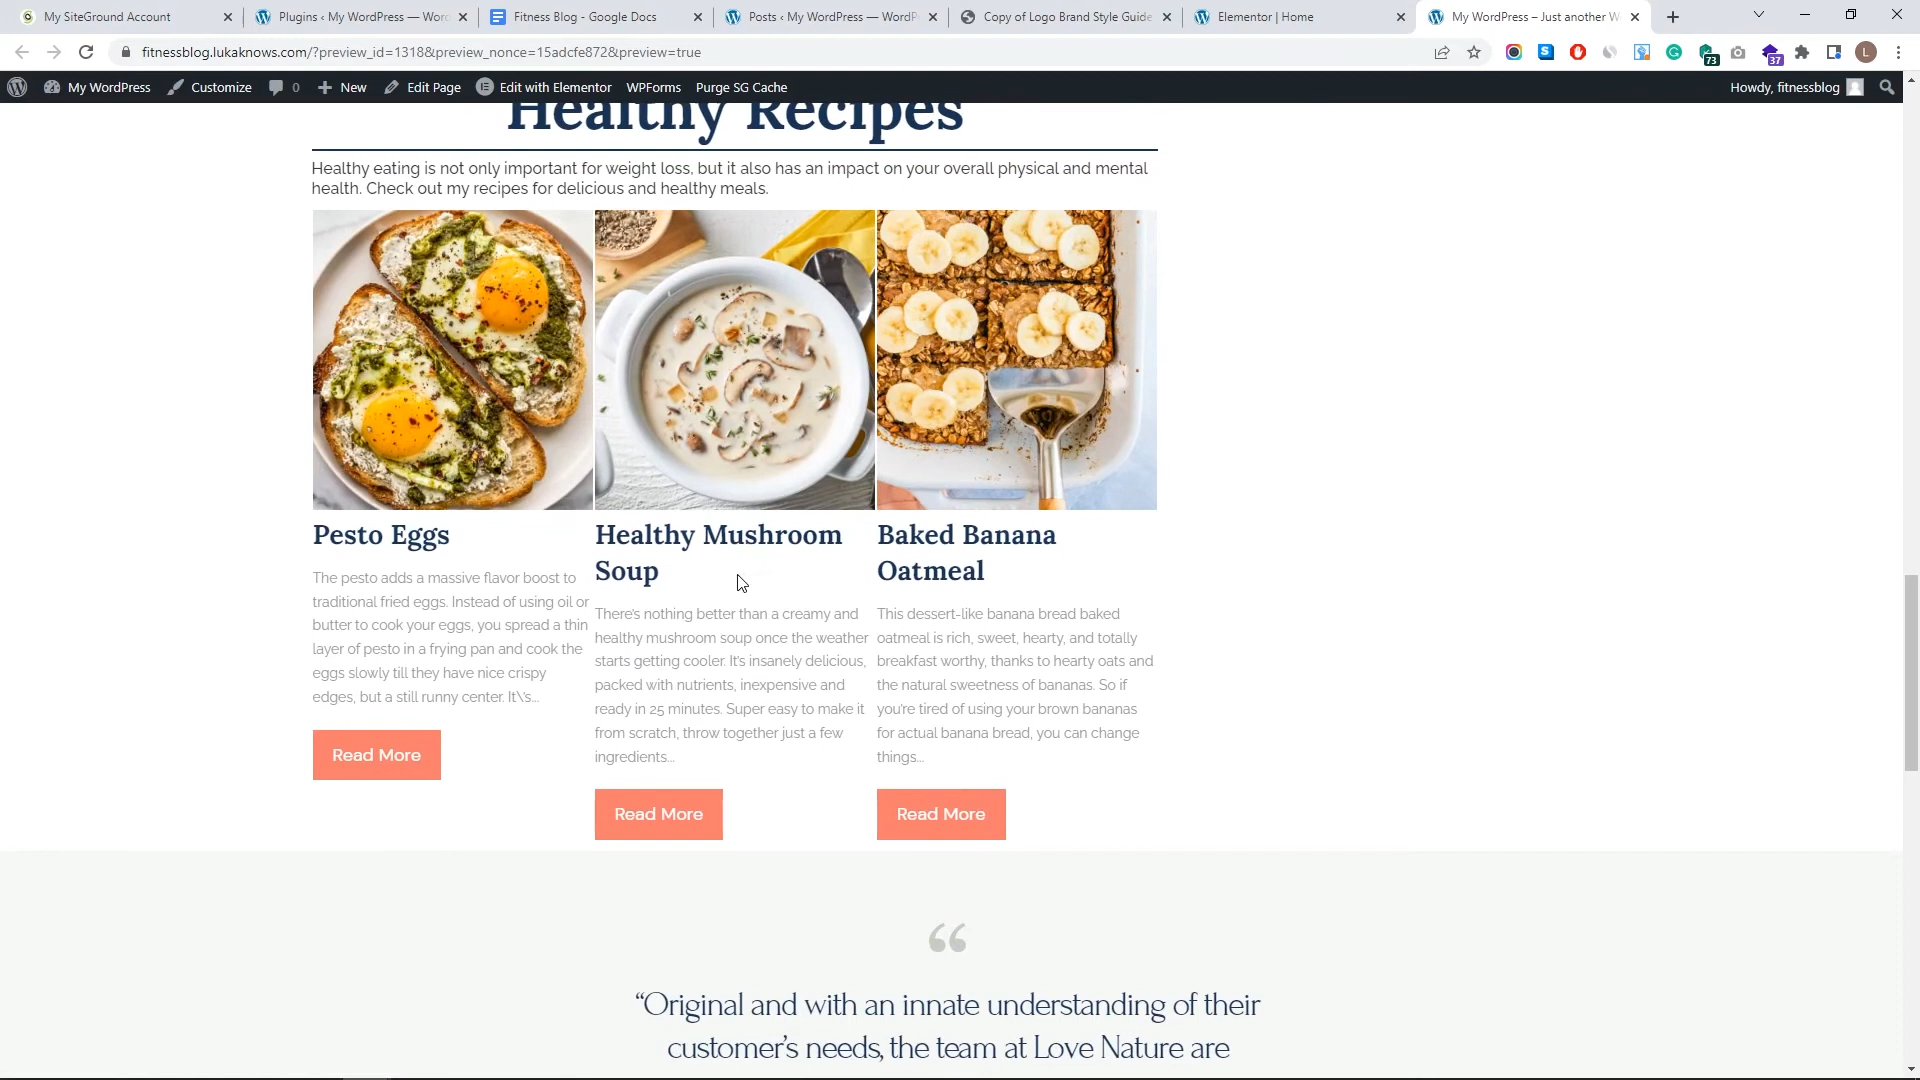 My SiteGround Account
Plugins ‹ My WordPress — Wor
Fitness Blog - Google Docs
Posts ‹ My WordPress — WordP
Copy of Logo Brand Style Guide
Elementor | Home
My WordPress – Just another W
fitnessblog.lukaknows.com/?preview_id=1318&preview_nonce=15adcfe872&preview=true
S
73
37
L
My WordPress
Customize
0
New
Edit Page
Edit with Elementor
WPForms
Purge SG Cache
Howdy, fitnessblog
Healthy Recipes
Healthy eating is not only important for weight loss, but it also has an impact on your overall physical and mental
health. Check out my recipes for delicious and healthy meals.
Pesto Eggs
The pesto adds a massive flavor boost to
traditional fried eggs. Instead of using oil or
butter to cook your eggs, you spread a thin
layer of pesto in a frying pan and cook the
eggs slowly till they have nice crispy
edges, but a still runny center. It\'s...
Read More
Healthy Mushroom
Soup
There's nothing better than a creamy and
healthy mushroom soup once the weather
starts getting cooler. It's insanely delicious,
packed with nutrients, inexpensive and
ready in 25 minutes. Super easy to make it
from scratch, throw together just a few
ingredients...
Read More
Baked Banana
Oatmeal
This dessert-like banana bread baked
oatmeal is rich, sweet, hearty, and totally
breakfast worthy, thanks to hearty oats and
the natural sweetness of bananas. So if
you're tired of using your brown bananas
for actual banana bread, you can change
things...
Read More
“
“Original and with an innate understanding of their
customer's needs, the team at Love Nature are